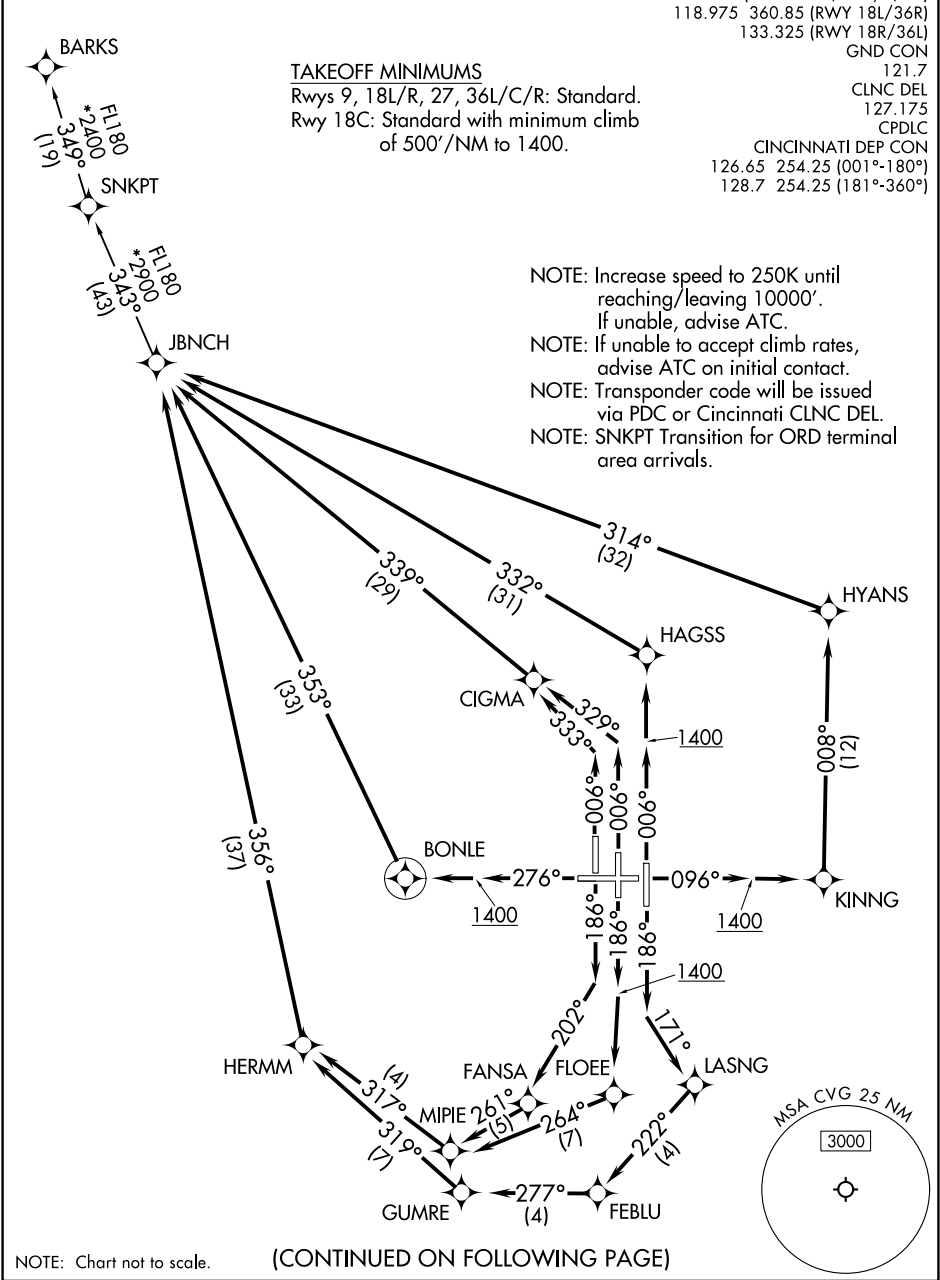 118.975 360.85 (RWY 18L/36R)
133.325 (RWY 18R/36L)
GND CON
121.7
CLNC DEL
127.175
CPDLC
CINCINNATI DEP CON
126.65 254.25 (001°-180°)
128.7 254.25 (181°-360°)
TAKEOFF MINIMUMS
Rwys 9, 18L/R, 27, 36L/C/R: Standard.
Rwy 18C: Standard with minimum climb
of 500'/NM to 1400.
BARKS
FL180
*2400
349°
(19)
SNKPT
FL180
*2900
343°
(43)
JBNCH
NOTE: Increase speed to 250K until
reaching/leaving 10000'.
If unable, advise ATC.
NOTE: If unable to accept climb rates,
advise ATC on initial contact.
NOTE: Transponder code will be issued
via PDC or Cincinnati CLNC DEL.
NOTE: SNKPT Transition for ORD terminal
area arrivals.
314°
(32)
332°
(31)
339°
(29)
353°
(33)
356°
(37)
HYANS
HAGSS
CIGMA
329°
333°
1400
006°
006°
006°
008°
(12)
BONLE
276°
1400
096°
1400
KINNG
186°
186°
186°
1400
202°
171°
HERMM
FANSA
FLOEE
LASNG
(4)
317°
MIPIE
261°
(5)
264°
(7)
319°
(7)
222°
(4)
GUMRE
277°
(4)
FEBLU
MSA CVG 25 NM
3000
NOTE: Chart not to scale.
(CONTINUED ON FOLLOWING PAGE)